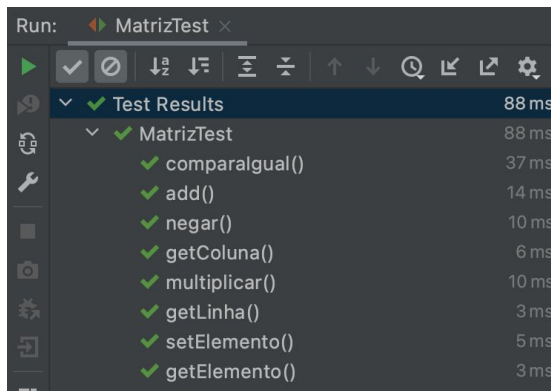 Run: MatrizTest
Test Results 88 ms
MatrizTest 88 ms
comparaIgual() 37 ms
add() 14 ms
negar() 10 ms
getColuna() 6 ms
multiplicar() 10 ms
getLinha() 3 ms
setElemento() 5 ms
getElemento() 3 ms